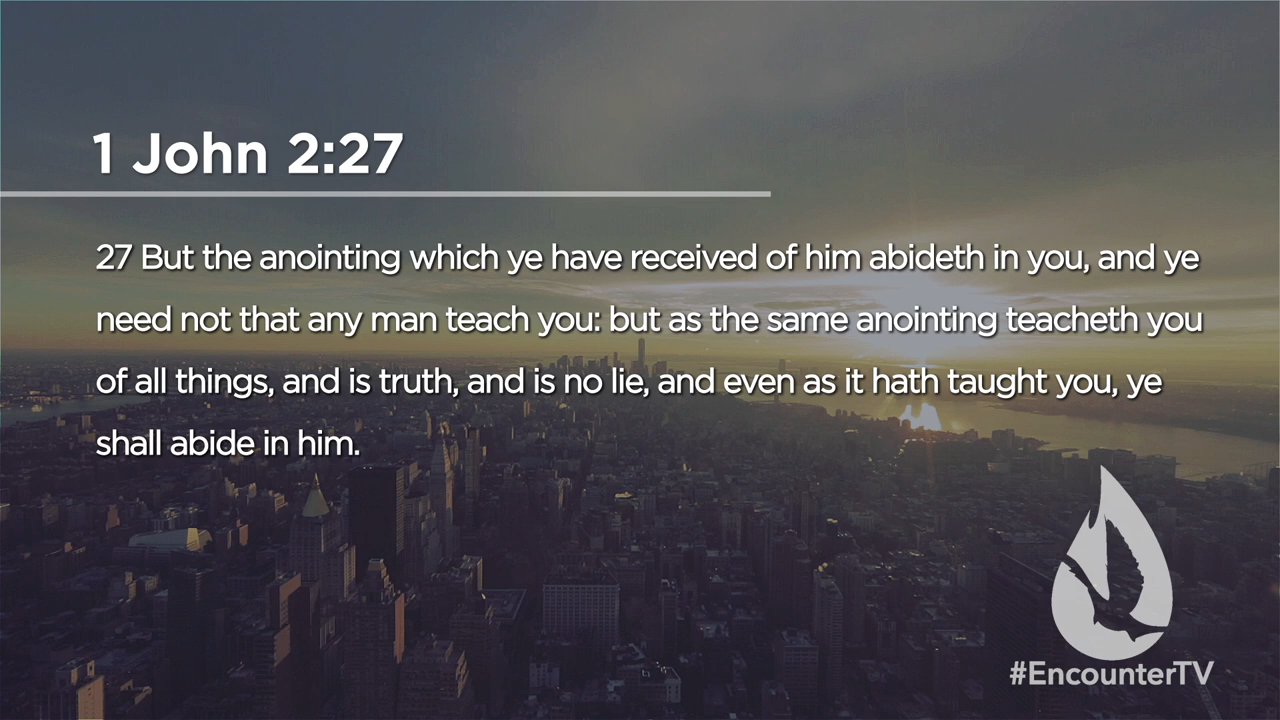 1 John 2:27
27 But the anointing which ye have received of him abideth in you, and ye
need not that any man teach you: but as the same anointing teacheth you
of all things, and is truth, and is no lie, and even as it hath taught you, ye
shall abide in him.
#EncounterTV